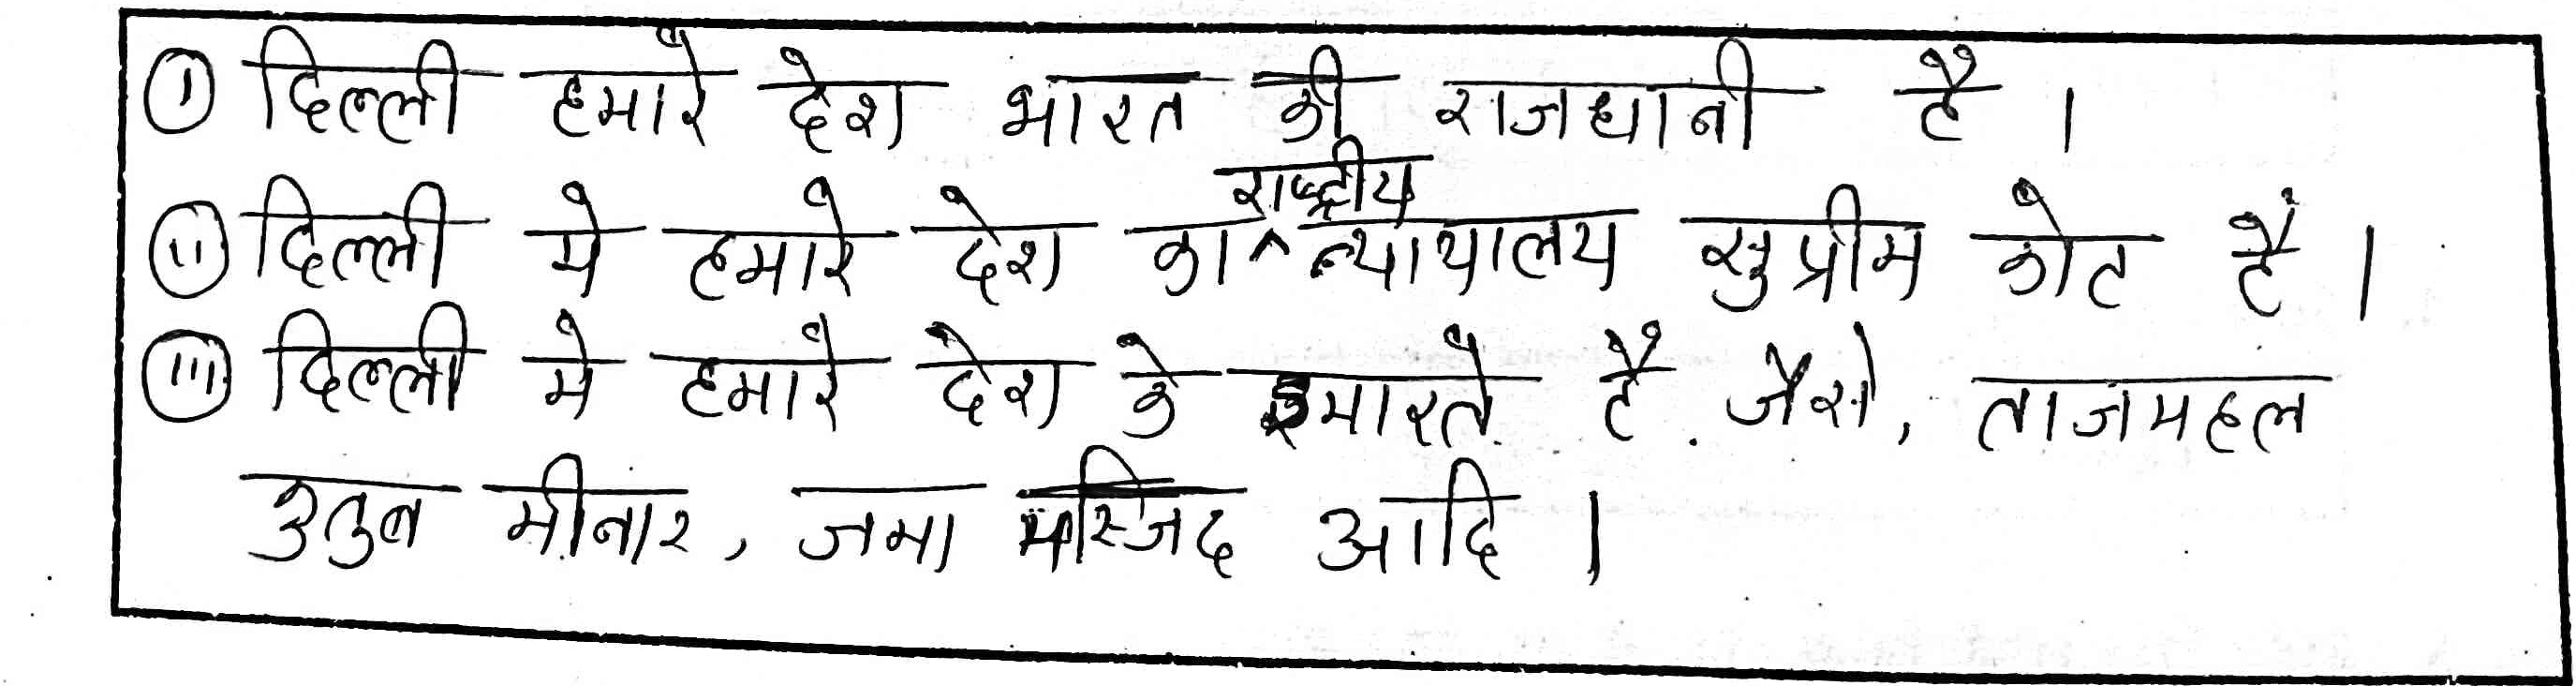 (i) दिल्ली हमारे देश भारत की राजधानी है ।
(ii) दिल्ली मे हमारे देश का राष्ट्रीय न्यायालय सुप्रीम कोट है ।
(iii) दिल्ली मे हमारे देश के इमारते है . जैसे, ताजमहल
कुतुब मीनार, जमा मस्जिद आदि ।